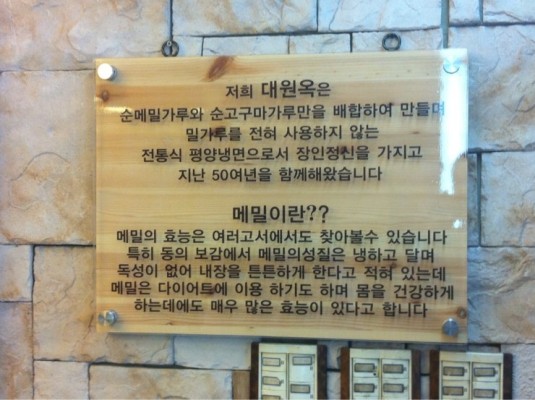 저희 대원옥은
순메밀가루와 순고구마가루만을 배합하여 만들며
밀가루를 전혀 사용하지 않는
전통식 평양냉면으로서 장인정신을 가지고
지난 50여년을 함께해왔습니다
메밀이란??
메밀의 효능은 여러고서에서도 찾아볼수 있습니다
특히 동의 보감에서 메밀의성질은 냉하고 달며
독성이 없어 내장을 튼튼하게 한다고 적혀 있는데
메밀은 다이어트에 이용 하기도 하며 몸을 건강하게
하는데에도 매우 많은 효능이 있다고 합니다